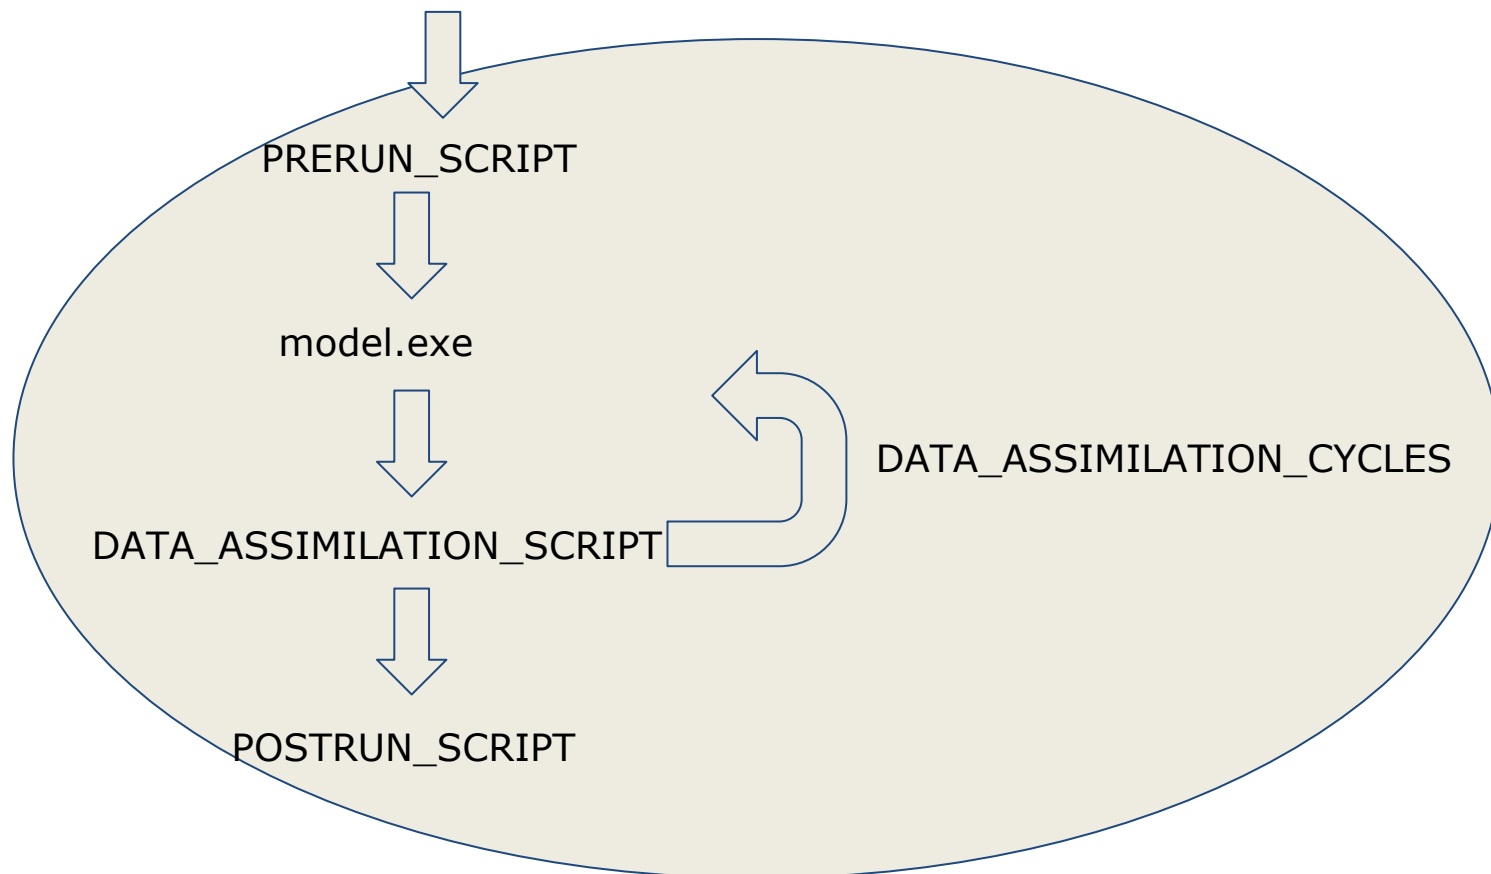 PRERUN_SCRIPT
model.exe
DATA_ASSIMILATION_CYCLES
DATA_ASSIMILATION_SCRIPT
POSTRUN_SCRIPT